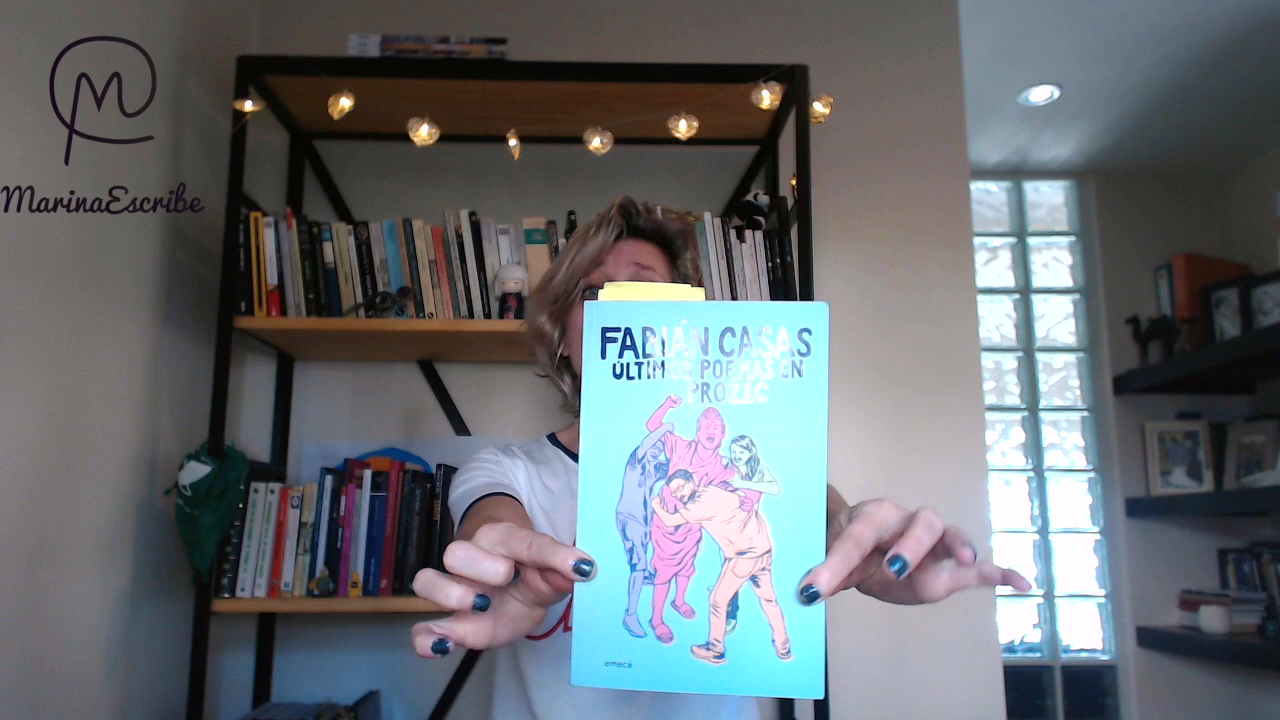 MarinaEscribe
FABIÁN CASAS
ÚLTIMOS POEMAS EN
PROZAC
emecé